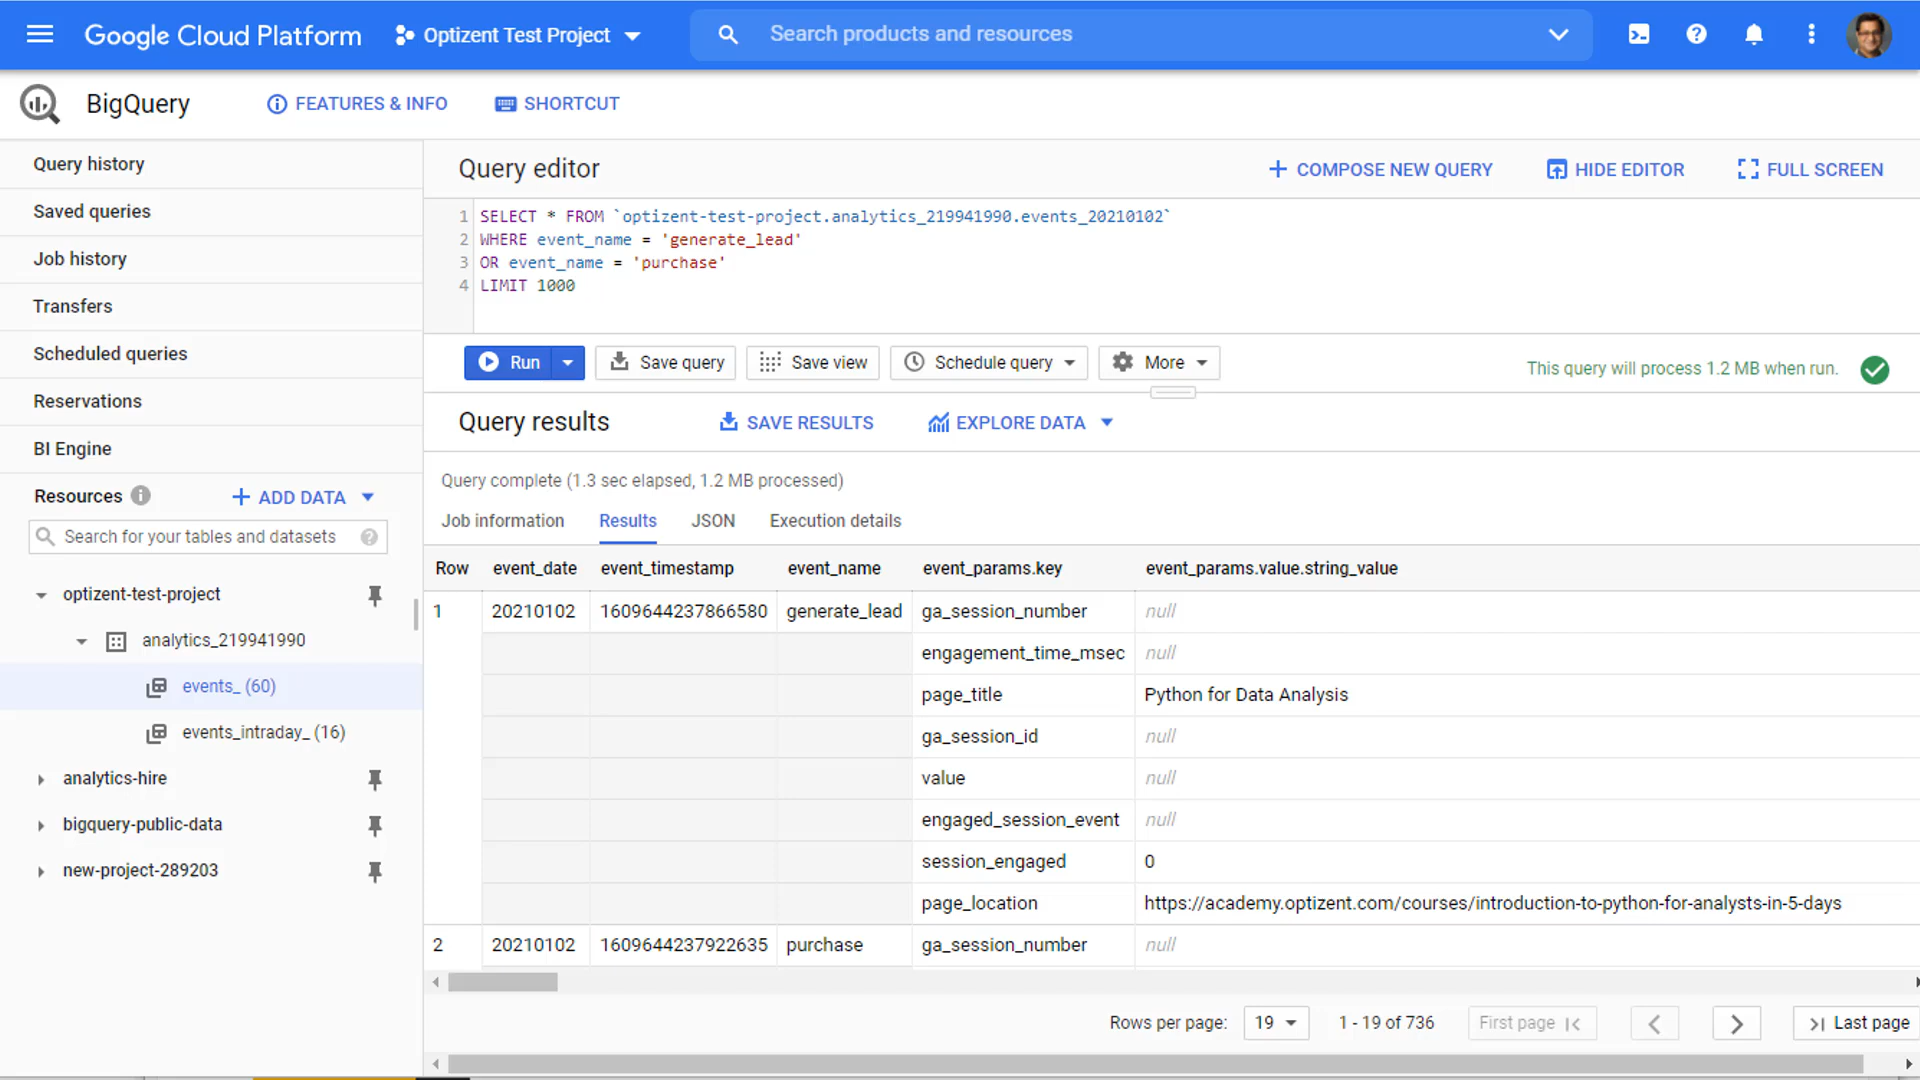 Google Cloud Platform
Optizent Test Project
Search products and resources
BigQuery
FEATURES & INFO
SHORTCUT
Query history
Saved queries
Job history
Transfers
Scheduled queries
Reservations
BI Engine
Resources
ADD DATA
Search for your tables and datasets
optizent-test-project
analytics_219941990
events_ (60)
events_intraday_ (16)
analytics-hire
bigquery-public-data
new-project-289203
Query editor
COMPOSE NEW QUERY
HIDE EDITOR
FULL SCREEN
1 SELECT * FROM `optizent-test-project.analytics_219941990.events_20210102`
2 WHERE event_name = 'generate_lead'
3 OR event_name = 'purchase'
4 LIMIT 1000
Run
Save query
Save view
Schedule query
More
This query will process 1.2 MB when run.
Query results
SAVE RESULTS
EXPLORE DATA
Query complete (1.3 sec elapsed, 1.2 MB processed)
Job information Results JSON Execution details
Row event_date event_timestamp event_name event_params.key event_params.value.string_value
1 20210102 1609644237866580 generate_lead ga_session_number null
engagement_time_msec null
page_title Python for Data Analysis
ga_session_id null
value null
engaged_session_event null
session_engaged 0
page_location https://academy.optizent.com/courses/introduction-to-python-for-analysts-in-5-days
2 20210102 1609644237922635 purchase ga_session_number null
Rows per page: 19 1 - 19 of 736 First page Last page